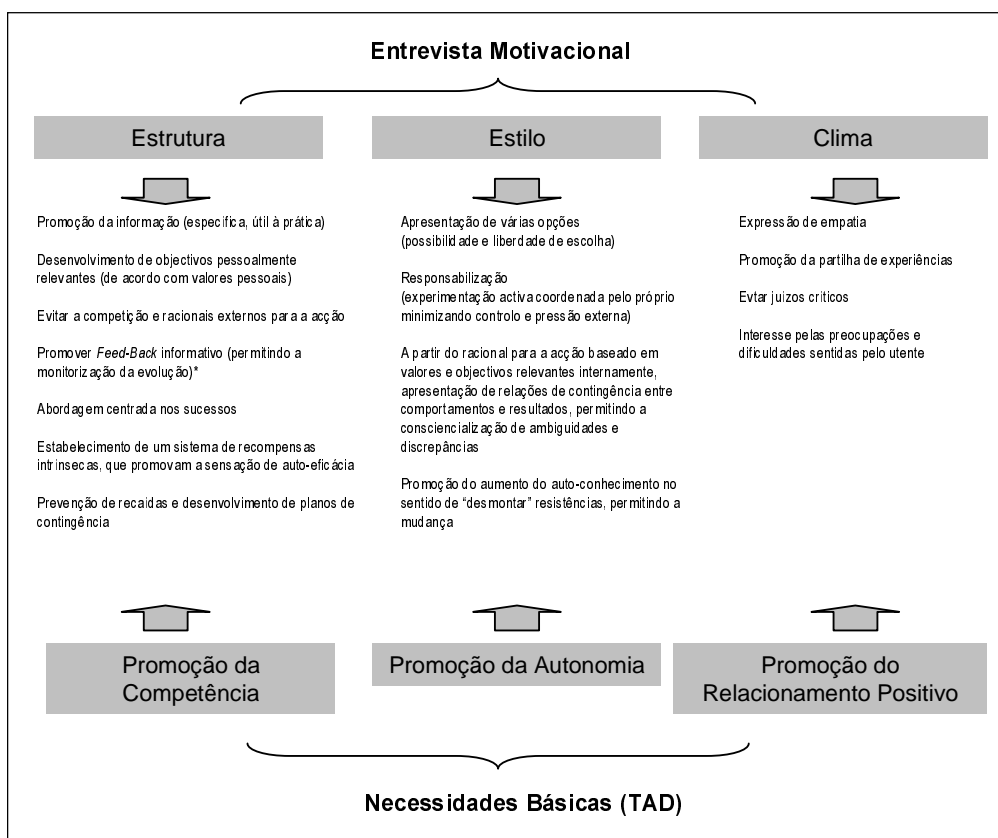 Entrevista Motivacional
Estrutura
Promoção da informação (especifica, útil à prática)
Desenvolvimento de objectivos pessoalmente
relevantes (de acordo com valores pessoais)
Evitar a competição e racionais externos para a acção
Promover Feed-Back informativo (permitindo a
monitorização da evolução)*
Abordagem centrada nos sucessos
Estabelecimento de um sistema de recompensas
intrinsecas, que promovam a sensação de auto-eficácia
Prevenção de recaidas e desenvolvimento de planos de
contingência
Promoção da
Competência
Estilo
Apresentação de várias opções
(possibilidade e liberdade de escolha)
Responsabilização
(experimentação activa coordenada pelo próprio
minimizando controlo e pressão externa)
A partir do racional para a acção baseado em
valores e objectivos relevantes internamente,
apresentação de relações de contingência entre
comportamentos e resultados, permitindo a
consciencialização de ambiguidades e
discrepâncias
Promoção do aumento do auto-conhecimento no
sentido de “desmontar” resistências, permitindo a
mudança
Promoção da Autonomia
Clima
Expressão de empatia
Promoção da partilha de experiências
Evtar juizos criticos
Interesse pelas preocupações e
dificuldades sentidas pelo utente
Promoção do
Relacionamento Positivo
Necessidades Básicas (TAD)